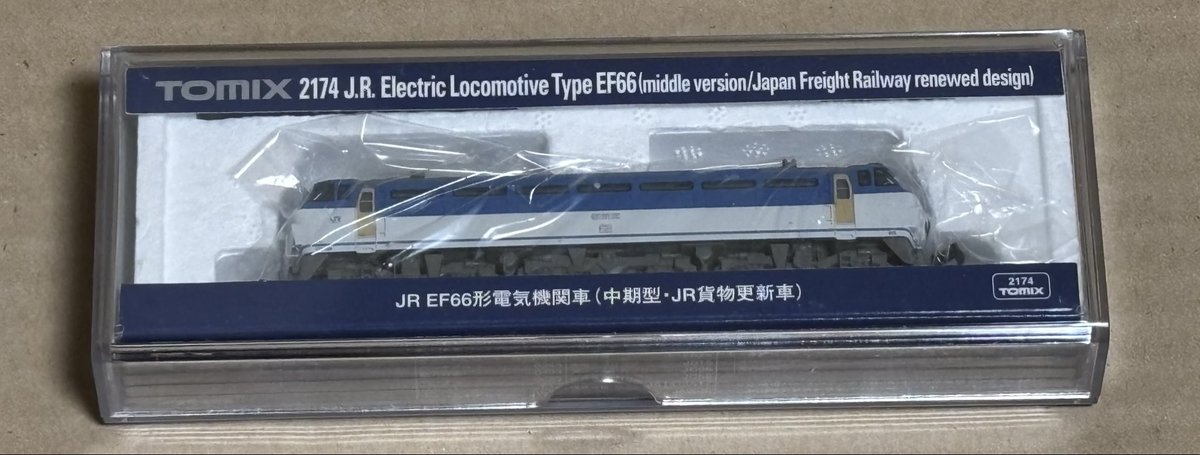 TOMIX 2174 J.R. Electric Locomotive Type EF66(middle version/Japan Freight Railway renewed design)
JR
JR EF66形電気機関車(中期型・JR貨物更新車)
2174
TOMIX